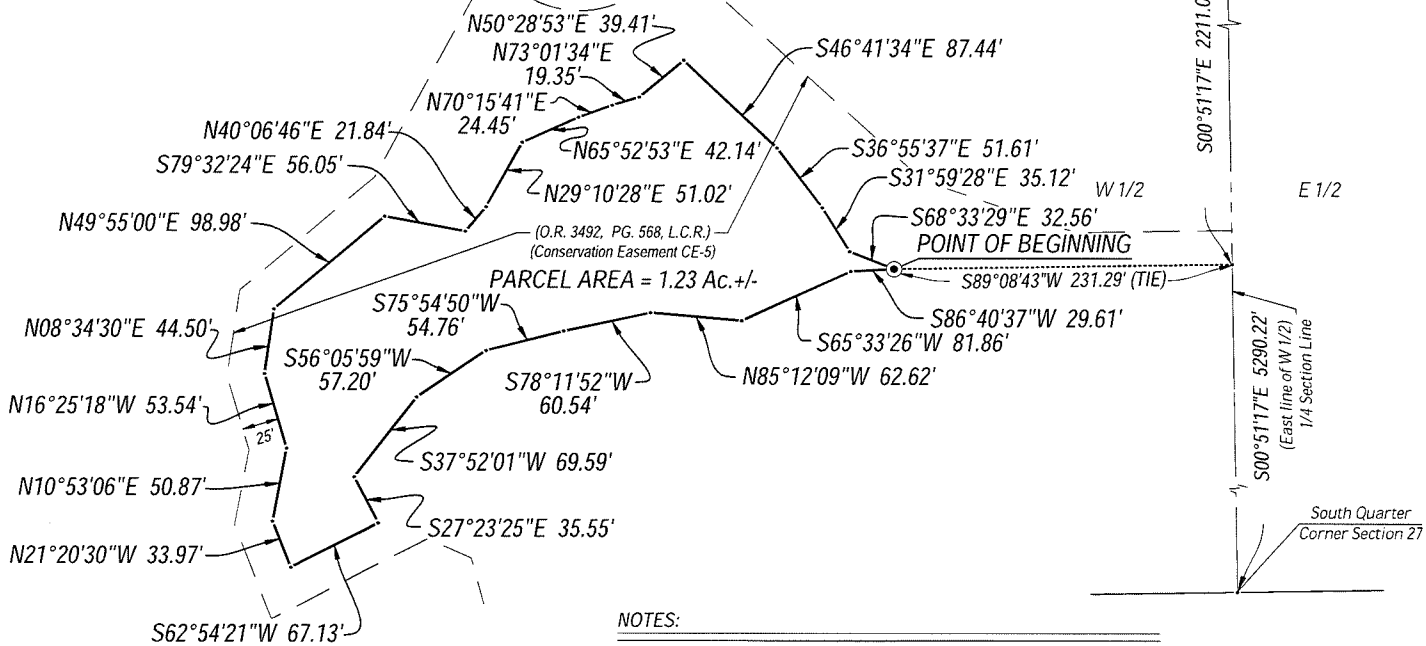 N50°28'53"E 39.41'
N73°01'34"E
19.35'
N70°15'41"E
24.45'
S46°41'34"E 87.44'
N40°06'46"E 21.84'
S79°32'24"E 56.05'
N65°52'53"E 42.14'
S36°55'37"E 51.61'
S31°59'28"E 35.12'
N29°10'28"E 51.02'
N49°55'00"E 98.98'
S68°33'29"E 32.56'
POINT OF BEGINNING
(O.R. 3492, PG. 568, L.C.R.)
(Conservation Easement CE-5)
PARCEL AREA = 1.23 Ac.+/-
S89°08'43"W 231.29' (TIE)
S00°51'17"E 2211.0
W 1/2
E 1/2
S75°54'50"W
54.76'
S86°40'37"W 29.61'
N08°34'30"E 44.50'
S56°05'59"W
57.20'
S65°33'26"W 81.86'
S78°11'52"W
60.54'
N85°12'09"W 62.62'
N16°25'18"W 53.54'
25'
S37°52'01"W 69.59'
S00°51'17"E 5290.22'
(East line of W 1/2)
1/4 Section Line
N10°53'06"E 50.87'
S27°23'25"E 35.55'
N21°20'30"W 33.97'
South Quarter
Corner Section 27
S62°54'21"W 67.13'
NOTES: